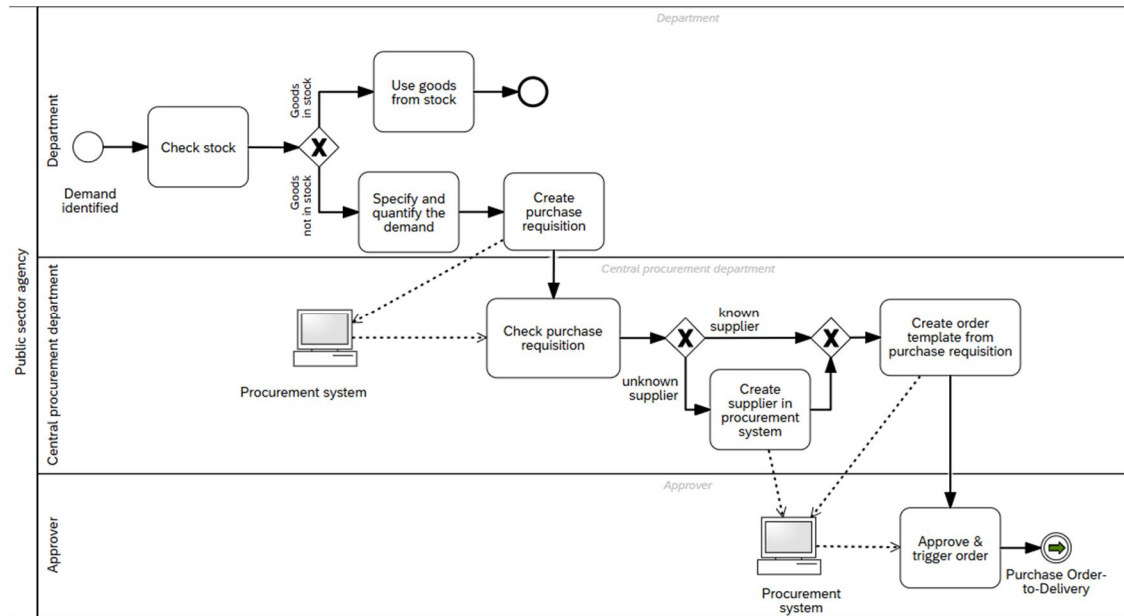 Public sector agency
Department
Department
Demand
identified
Check stock
Goods
in stock
Goods
not in stock
Use goods
from stock
Specify and
quantify the
demand
Create
purchase
requisition
Central procurement department
Central procurement department
Procurement system
Check purchase
requisition
known
supplier
unknown
supplier
Create
supplier in
procurement
system
Create order
template from
purchase requisition
Approver
Approver
Procurement
system
Approve &
trigger order
Purchase Order-
to-Delivery